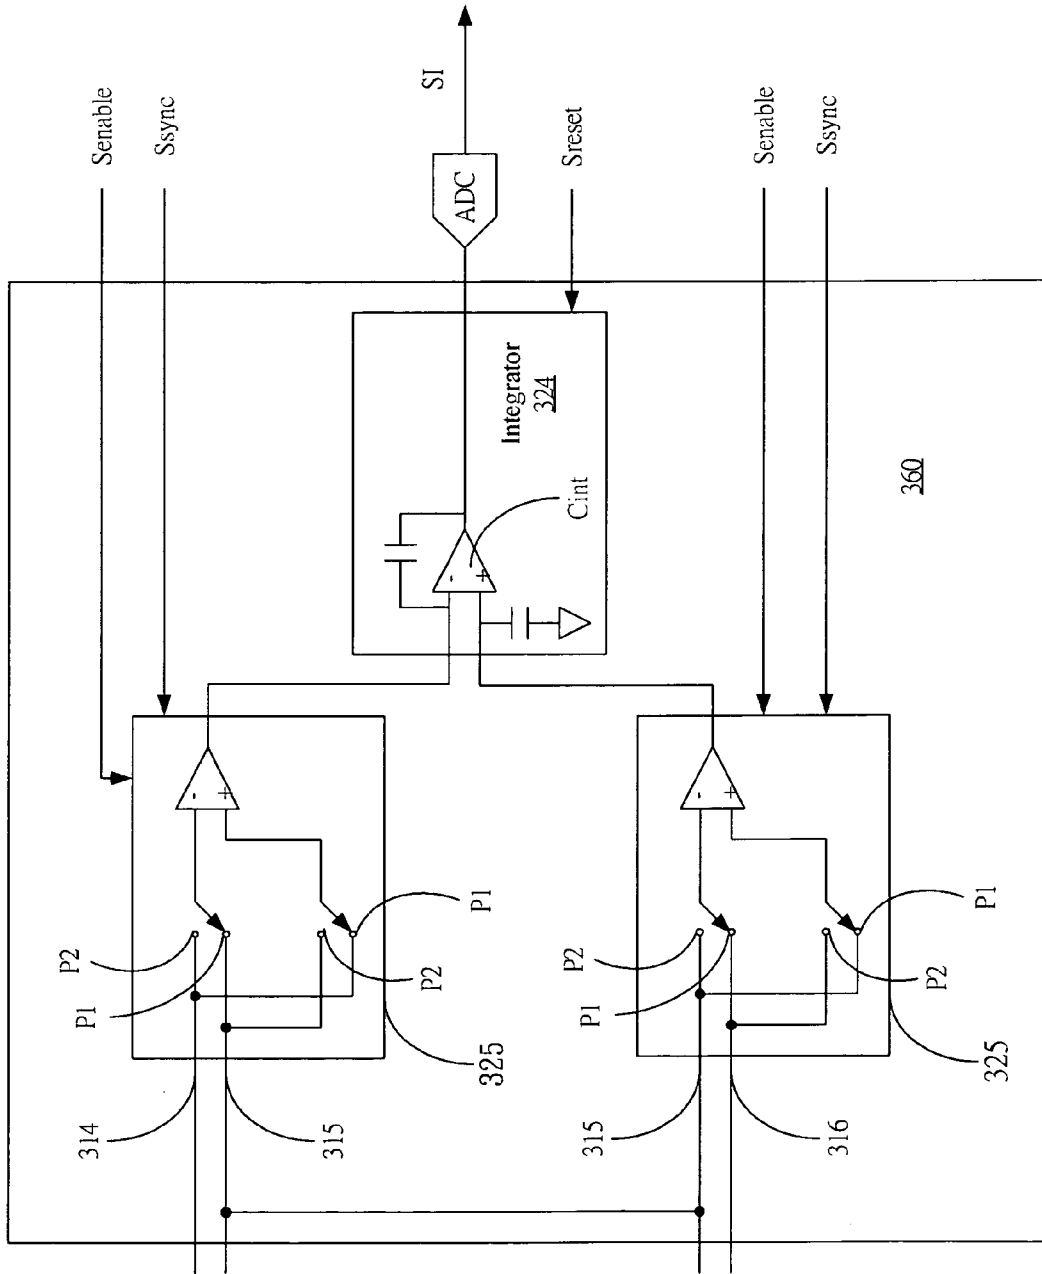 Senable
Ssync
SI
ADC
Sreset
Senable
Ssync
Integrator
324
Cint
360
P2
P1
P2
P1
325
314
315
P2
P1
P2
P1
325
315
316
-
+
-
+
-
+